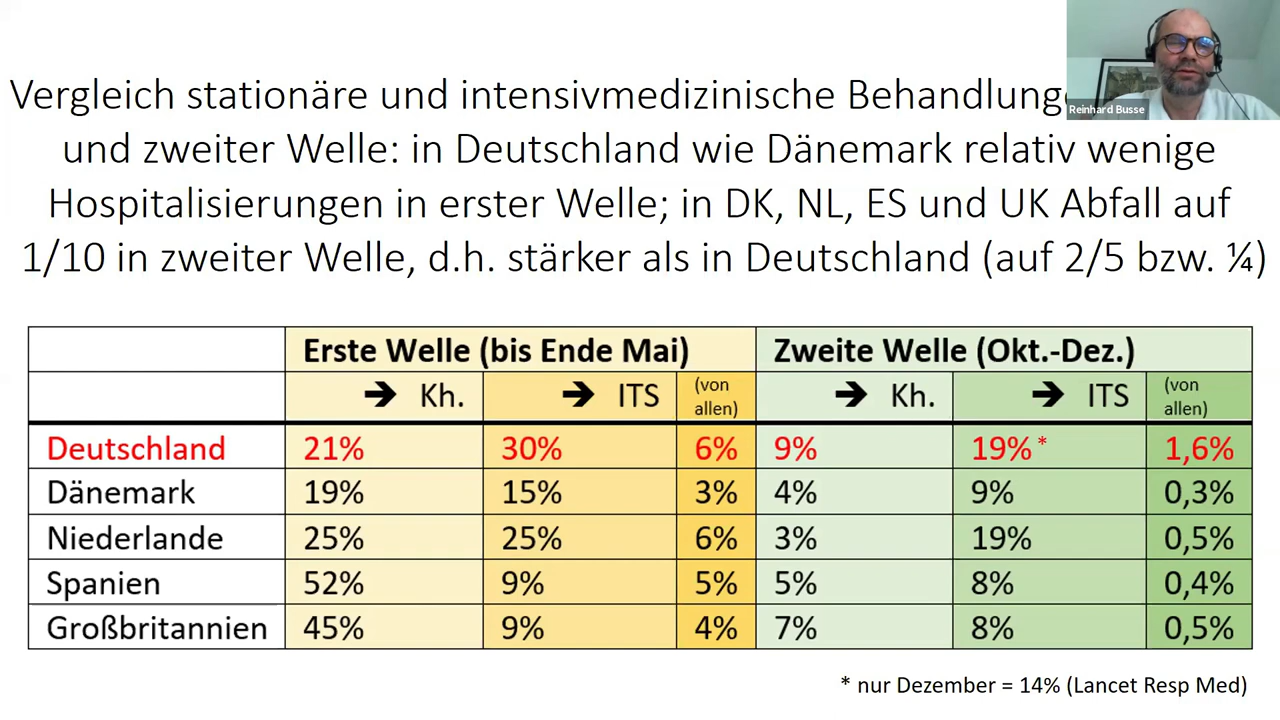 Vergleich stationäre und intensivmedizinische
und zweiter Welle: in Deutschland wie Dänemark relativ wenige
Hospitalisierungen in erster Welle; in DK, NL, ES und UK Abfall auf
1/10 in zweiter Welle, d.h. stärker als in Deutschland (auf 2/5 bzw. ¼)
Reinhard Busse
Erste Welle (bis Ende Mai) Zweite Welle (Okt.-Dez.)
➔ Kh. ➔ ITS (von allen) ➔ Kh. ➔ ITS (von allen)
Deutschland 21% 30% 6% 9% 19%* 1,6%
Dänemark 19% 15% 3% 4% 9% 0,3%
Niederlande 25% 25% 6% 3% 19% 0,5%
Spanien 52% 9% 5% 5% 8% 0,4%
Großbritannien 45% 9% 4% 7% 8% 0,5%
* nur Dezember = 14% (Lancet Resp Med)